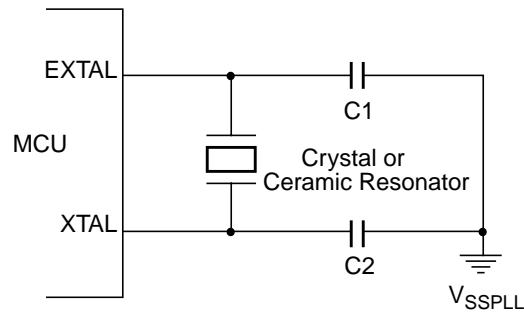 EXTAL
C1
MCU
Crystal or
Ceramic Resonator
XTAL
C2
VSSPLL